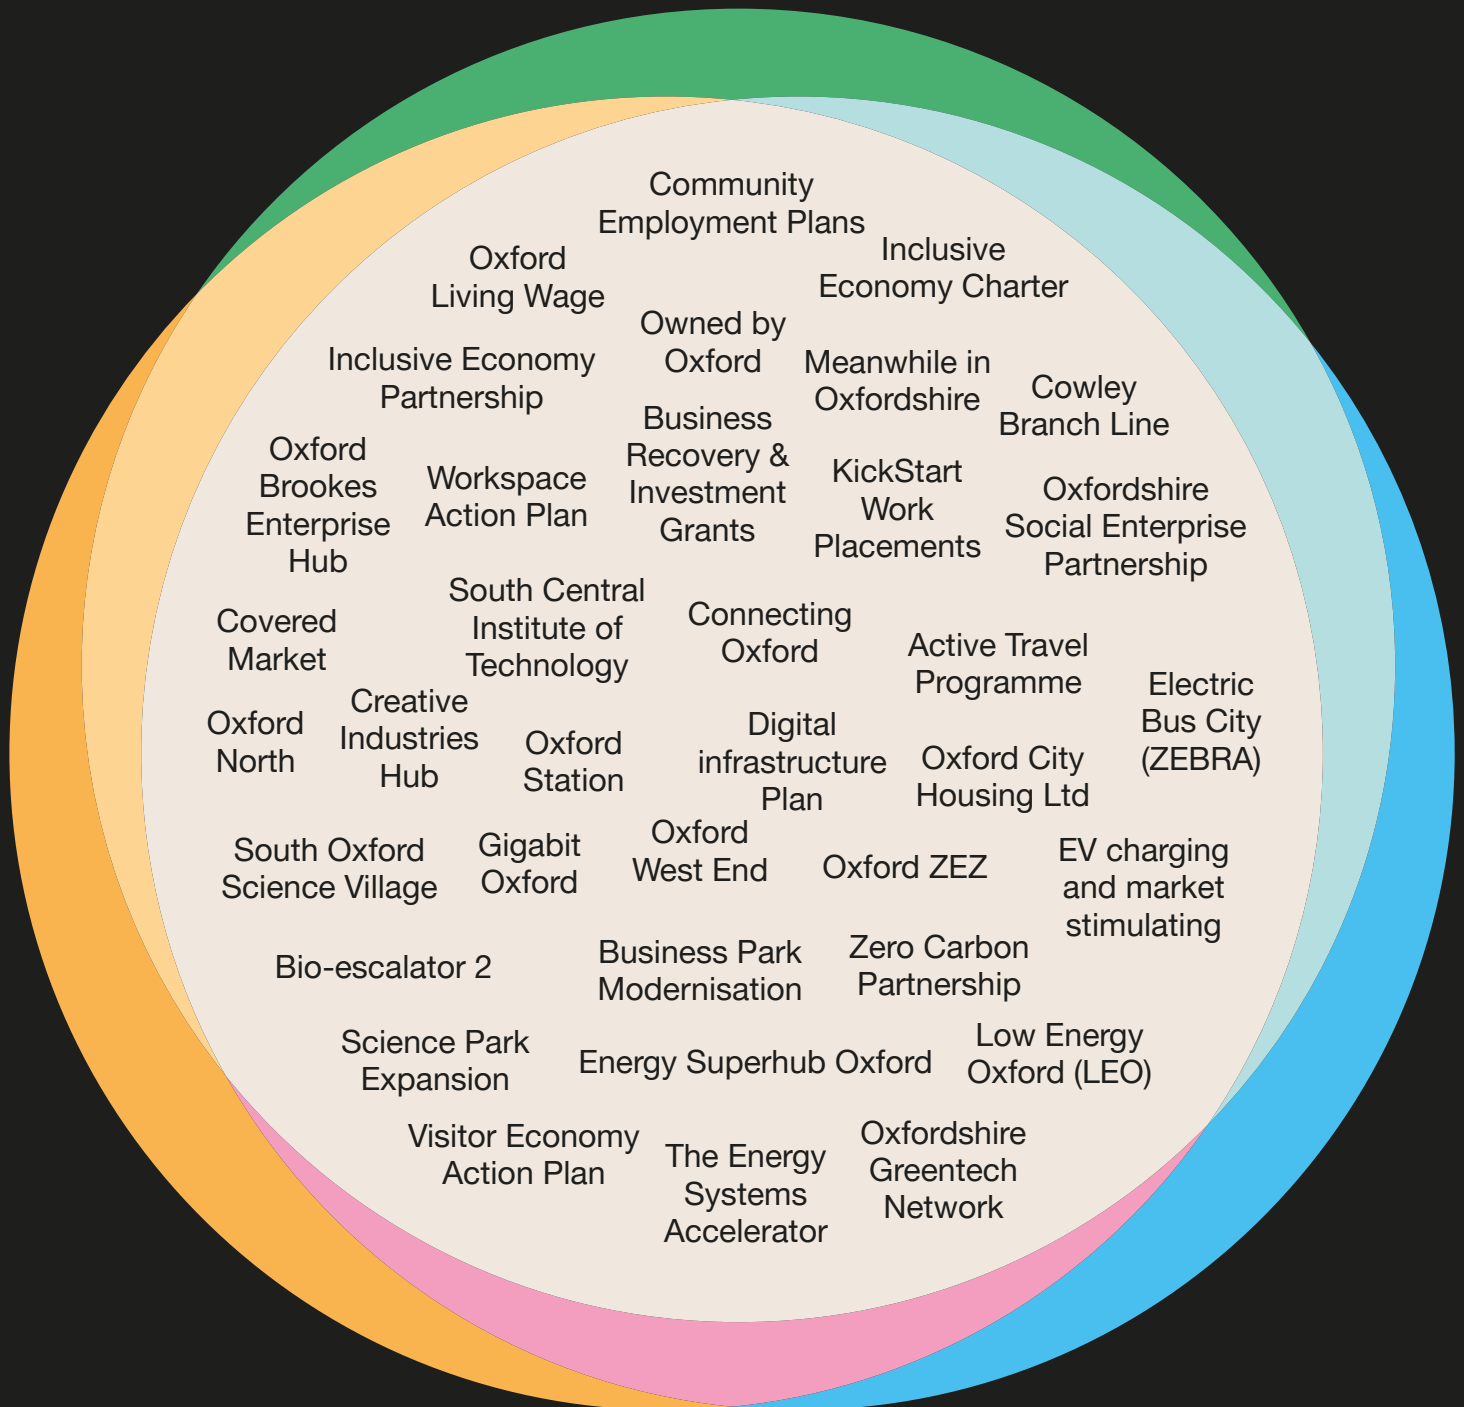 Community
Employment Plans
Oxford
Living Wage
Inclusive
Economy Charter
Owned by
Oxford
Inclusive Economy
Partnership
Meanwhile in
Oxfordshire
Cowley
Branch Line
Business
Recovery &
Investment
Grants
Oxford
Brookes
Enterprise
Hub
Workspace
Action Plan
KickStart
Work
Placements
Oxfordshire
Social Enterprise
Partnership
South Central
Institute of
Technology
Connecting
Oxford
Covered
Market
Active Travel
Programme
Electric
Bus City
(ZEBRA)
Creative
Industries
Hub
Oxford
North
Oxford
Station
Digital
infrastructure
Plan
Oxford City
Housing Ltd
South Oxford
Science Village
Gigabit
Oxford
Oxford
West End
Oxford ZEZ
EV charging
and market
stimulating
Bio-escalator 2
Business Park
Modernisation
Zero Carbon
Partnership
Science Park
Expansion
Energy Superhub Oxford
Low Energy
Oxford (LEO)
Visitor Economy
Action Plan
The Energy
Systems
Accelerator
Oxfordshire
Greentech
Network